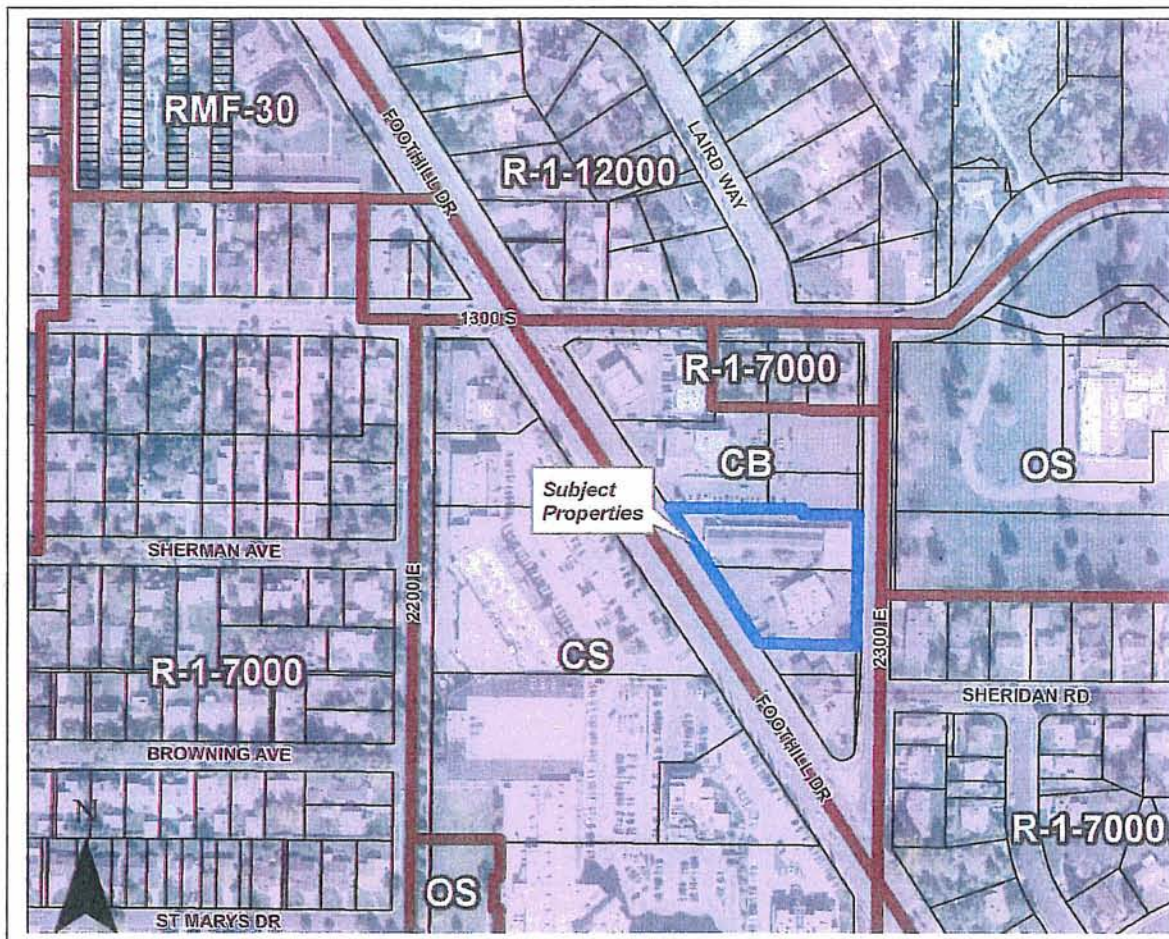 RMF-30
FOOTHILL DR
R-1-12000
LAIRD WAY
1300 S
R-1-7000
CB
OS
Subject
Properties
SHERMAN AVE
2200 E
2300 E
CS
R-1-7000
SHERIDAN RD
BROWNING AVE
FOOTHILL DR
N
R-1-7000
OS
ST MARYS DR